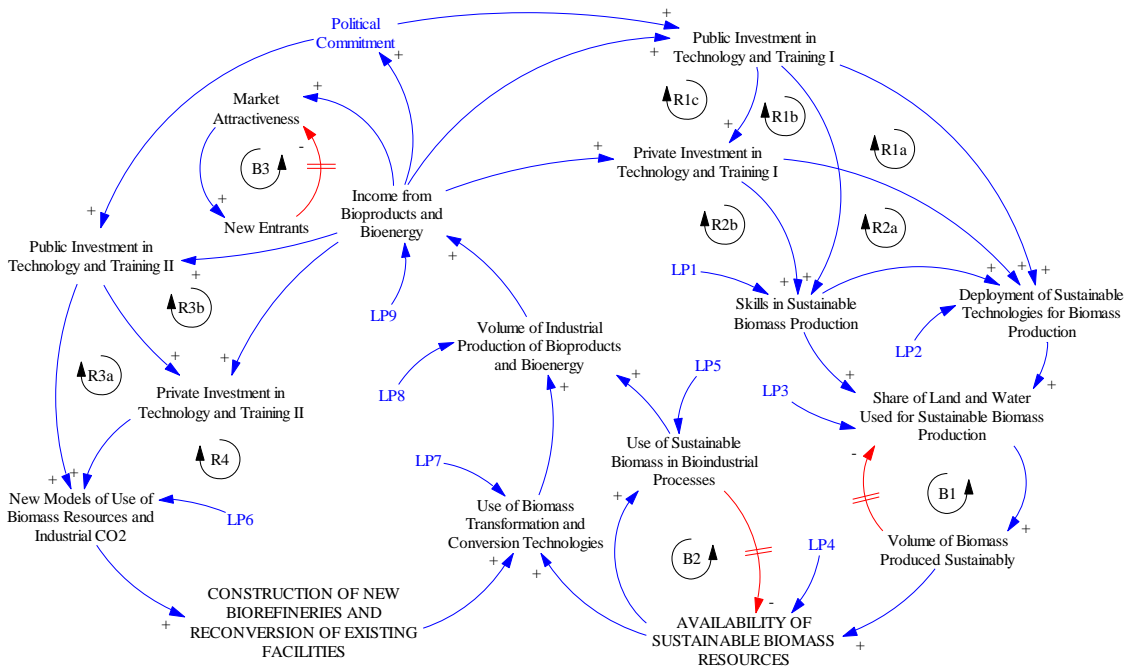 Political
Commitment
+
+
Public Investment in
Technology and Training I
+
+
+
Market
Attractiveness
-
B3
+
New Entrants
R1c
R1b
R1a
+
+
Private Investment in
Technology and Training I
R2b
R2a
Income from
Bioproducts and
Bioenergy
+
Public Investment in
Technology and Training II
+
+
+
LP9
R3b
LP1
+
+
Skills in Sustainable
Biomass Production
+
+
+
Deployment of Sustainable
Technologies for Biomass
Production
LP2
Volume of Industrial
Production of Bioproducts
and Bioenergy
LP8
+
+
R3a
+
+
Private Investment in
Technology and Training II
R4
LP5
LP3
+
+
Share of Land and Water
Used for Sustainable Biomass
Production
-
Use of Sustainable
Biomass in Bioindustrial
Processes
+
LP7
+
+
New Models of Use of
Biomass Resources and
Industrial CO2
LP6
Use of Biomass
Transformation and
Conversion Technologies
+
+
B1
+
Volume of Biomass
Produced Sustainably
B2
LP4
-
+
CONSTRUCTION OF NEW
BIOREFINERIES AND
RECONVERSION OF EXISTING
FACILITIES
+
AVAILABILITY OF
SUSTAINABLE BIOMASS
RESOURCES
+